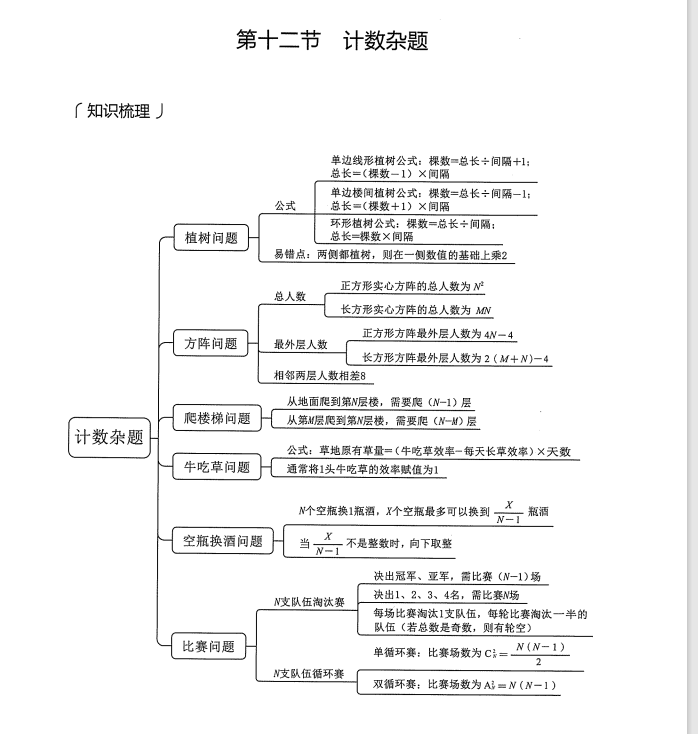 第十二节 计数杂题
知识梳理
计数杂题
植树问题
公式
单边线形植树公式：棵数=总长÷间隔+1；
总长=(棵数-1)×间隔
单边楼间植树公式：棵数=总长÷间隔-1；
总长=(棵数+1)×间隔
环形植树公式：棵数=总长÷间隔；
总长=棵数×间隔
易错点：两侧都植树，则在一侧数值的基础上乘2
方阵问题
总人数
正方形实心方阵的总人数为 N²
长方形实心方阵的总人数为 MN
最外层人数
正方形方阵最外层人数为 4N-4
长方形方阵最外层人数为 2(M+N)-4
相邻两层人数相差8
爬楼梯问题
从地面爬到第N层楼，需要爬（N-1）层
从第M层爬到第N层楼，需要爬（N-M）层
牛吃草问题
公式：草地原有草量=(牛吃草效率-每天长草效率)×天数
通常将1头牛吃草的效率赋值为1
空瓶换酒问题
N个空瓶换1瓶酒，X个空瓶最多可以换到 X/(N-1) 瓶酒
当 X/(N-1) 不是整数时，向下取整
比赛问题
N支队伍淘汰赛
决出冠军、亚军，需比赛（N-1）场
决出1、2、3、4名，需比赛N场
每场比赛淘汰1支队伍，每轮比赛淘汰一半的
队伍（若总数是奇数，则有轮空）
N支队伍循环赛
单循环赛：比赛场数为 C²N = N(N-1)/2
双循环赛：比赛场数为 A²N = N(N-1)